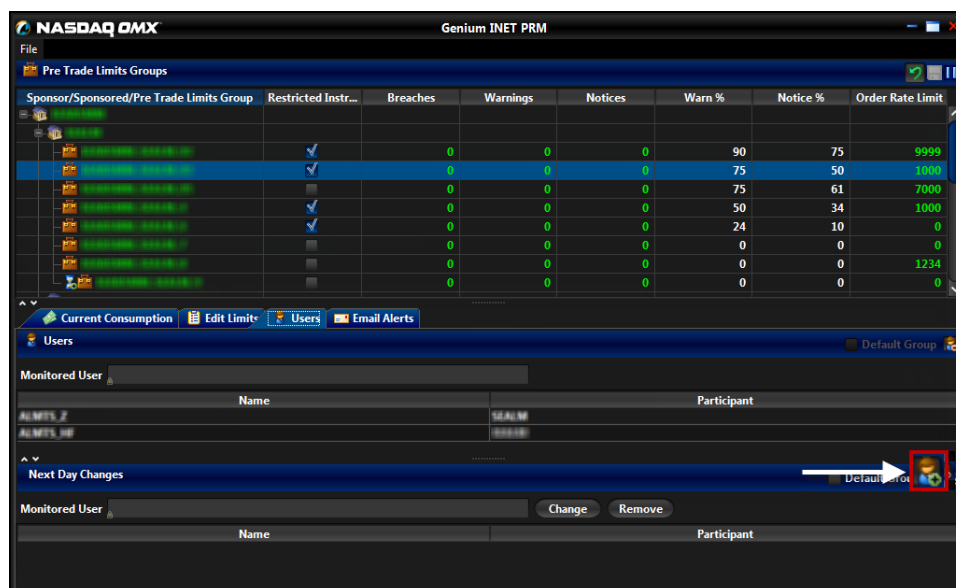 NASDAQ OMX Genium INET PRM
File
Pre Trade Limits Groups
Sponsor/Sponsored/Pre Trade Limits Group Restricted Instr... Breaches Warnings Notices Warn % Notice % Order Rate Limit
0 0 0 90 75 9999
0 0 0 75 50 1000
0 0 0 75 61 7000
0 0 0 50 34 1000
0 0 0 24 10 0
0 0 0 0 0 0
0 0 0 0 0 1234
0 0 0 0 0 0
Current Consumption Edit Limits Users Email Alerts
Users Default Group
Monitored User
Name Participant
ALMTS_Z SEALM
ALMTS_HF
Next Day Changes Default
Monitored User Change Remove
Name Participant